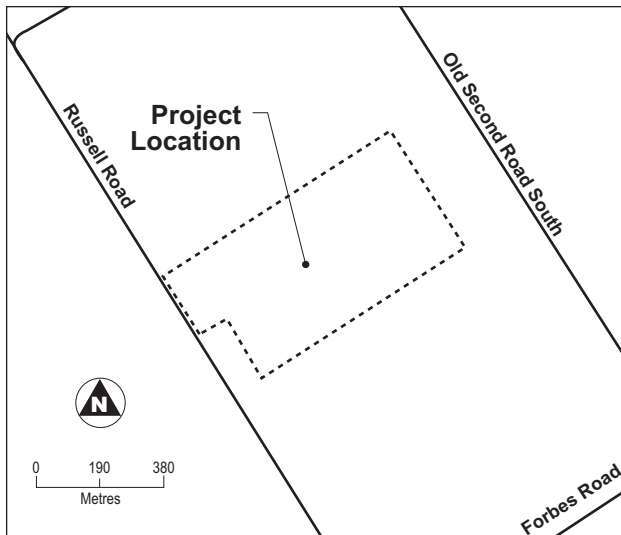 Old Second Road South
Russell Road
Project
Location
N
0 190 380
Metres
Forbes Road